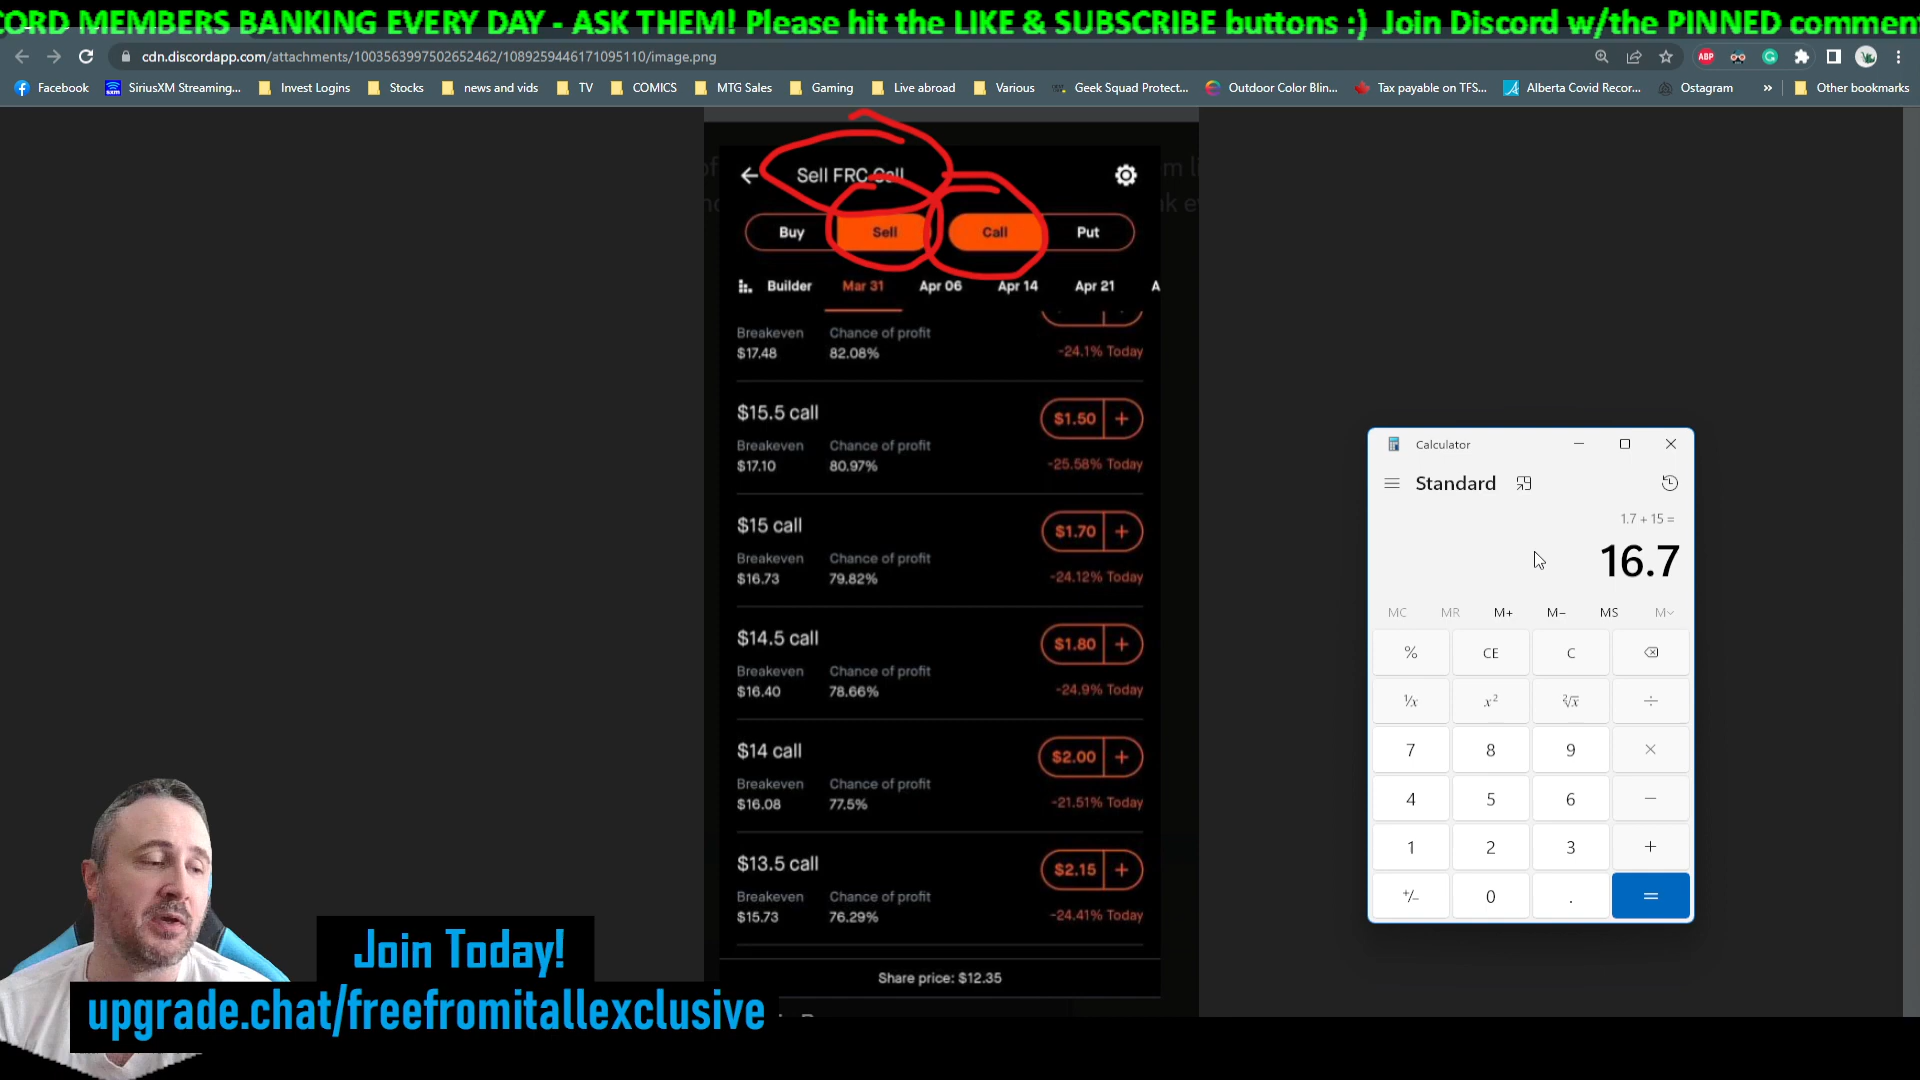 CORD MEMBERS BANKING EVERY DAY - ASK THEM! Please hit the LIKE & SUBSCRIBE buttons :) Join Discord w/the PINNED comment
cdn.discordapp.com/attachments/1003563997502652462/1089259446171095110/image.png
ABP
Facebook
SiriusXM Streaming...
Invest Logins
Stocks
news and vids
TV
COMICS
MTG Sales
Gaming
Live abroad
Various
Geek Squad Protect...
Outdoor Color Blin...
Tax payable on TFS...
Alberta Covid Recor...
Ostagram
»
Other bookmarks
Sell FRC Call
Buy
Sell
Call
Put
Builder
Mar 31
Apr 06
Apr 14
Apr 21
A
Breakeven
Chance of profit
$17.48
82.08%
-24.1% Today
$15.5 call
$1.50 +
Breakeven
Chance of profit
$17.10
80.97%
-25.58% Today
$15 call
$1.70 +
Breakeven
Chance of profit
$16.73
79.82%
-24.12% Today
$14.5 call
$1.80 +
Breakeven
Chance of profit
$16.40
78.66%
-24.9% Today
$14 call
$2.00 +
Breakeven
Chance of profit
$16.08
77.5%
-21.51% Today
$13.5 call
$2.15 +
Breakeven
Chance of profit
$15.73
76.29%
-24.41% Today
Share price: $12.35
Calculator
Standard
1.7 + 15 =
16.7
MC MR M+ M− MS M˅
% CE C
¹/x x² ²√x ÷
7 8 9 ×
4 5 6 −
1 2 3 +
+/− 0 . =
Join Today!
upgrade.chat/freefromitallexclusive